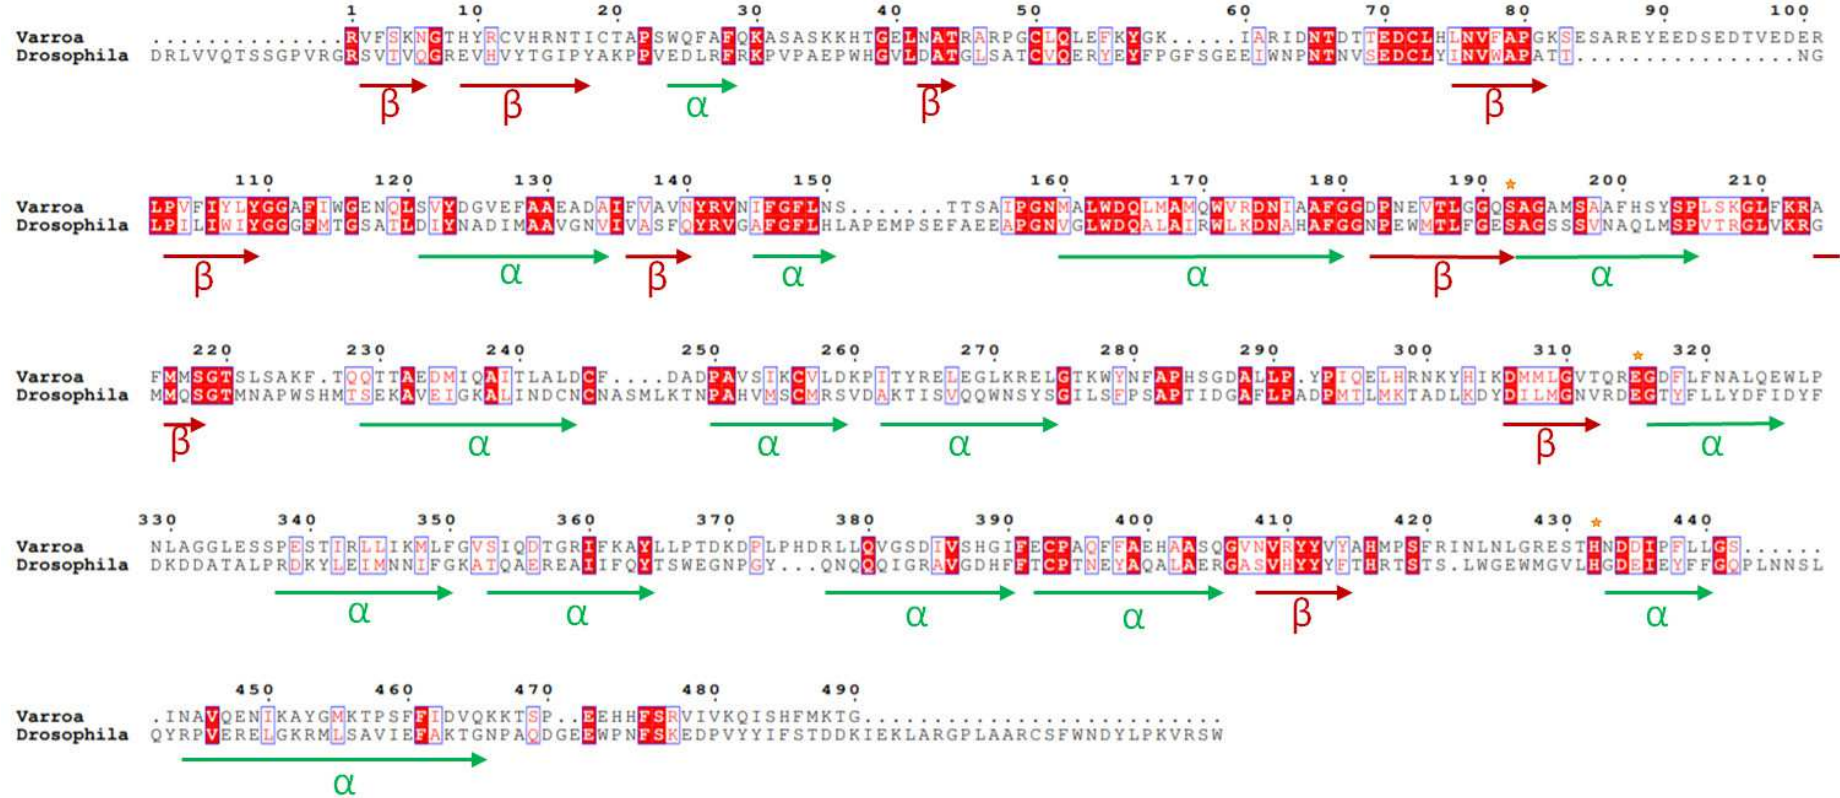 1 10 20 30 40 50 60 70 80 90 100
Varroa ...............RVFSKNGTHYRCVHRNTICTAPSWQFAFQKASASKKHTGELNATRARPGCLQLEFKYGK.....IARIDNTDTTEDCLHLNVFAPGKSESAREYEEDSEDTVEDER
Drosophila DRLVVQTSSGPVRGRSVTVQGREVHVYTGIPYAKPPVEDLRFRKPVPAEPWHGVLDATGLSATCVQERYEYFPGFSGEEIWNPNTNVSEDCLYINVWAPATT................NG
β β α β β
110 120 130 140 150 160 170 180 190 200 210
Varroa LPVFIYLYGGAFIWGENQLSVYDGVEFAAEADAIFVAVNYRVNIFGFLNS.......TTSAIPGNMALWDQLMAMQWVRDNIAAFGGDPNEVTLGGQSAGAMSAAFHSYSPLSKGLFKRA
Drosophila LPILIWIYGGGFMTGSATLDIYNADIMAAVGNVIVASFQYRVGAFGFLHLAPEMPSEFAEEAPGNVGLWDQALAIRWLKDNAHAFGGNPEWMTLFGESAGSSSVNAQLMSPVTRGLVKRG
β α β α α β α
220 230 240 250 260 270 280 290 300 310 320
Varroa FMMSGTSLSAKF.TQQTTAEDMIQAITLALDCF....DADPAVSIKCVLDKPITYRELEGLKRELGTKWYNFAPHSGDALLP.YPIQELHRNKYHIKDMMLGVTQREGDFLFNALQEWLP
Drosophila MMQSGTMNAPWSHMTSEKAVEIGKALINDCNCNASMLKTNPAHVMSCMRSVDAKTISVQQWNSYSGILSFPSAPTIDGAFLPADPMTLMKTADLKDYDILMGNVRDEGTYFLLYDFIDYF
β α α α β α
330 340 350 360 370 380 390 400 410 420 430 440
Varroa NLAGGLESSPESTIRLLIKMLFGVSIQDTGRIFKAYLLPTDKDPLPHDRLLQVGSDIVSHGIFECPAQFFAEHAASQGVNVRYYVYAHMPSFRINLNLGRESTHNDDIPFLLGS......
Drosophila DKDDATALPRDKYLEIMNNIFGKATQAEREAIIFQYTSWEGNPGY...QNQQQIGRAVGDHFFTCPTNEYAQALAERGASVHYYYFTHRTSTS.LWGEWMGVLHGDEIEYFFGQPLNNSL
α α α α β α
450 460 470 480 490
Varroa .INAVQENIKAYGMKTPSFFIDVQKKTSP..EEHHFSRVIVKQISHFMKTG..........................
Drosophila QYRPVERELGKRMLSAVIEFAKTGNPAQDGEEWPNFSKEDPVYYIFSTDDKIEKLARGPLAARCSFWNDYLPKVRSW
α